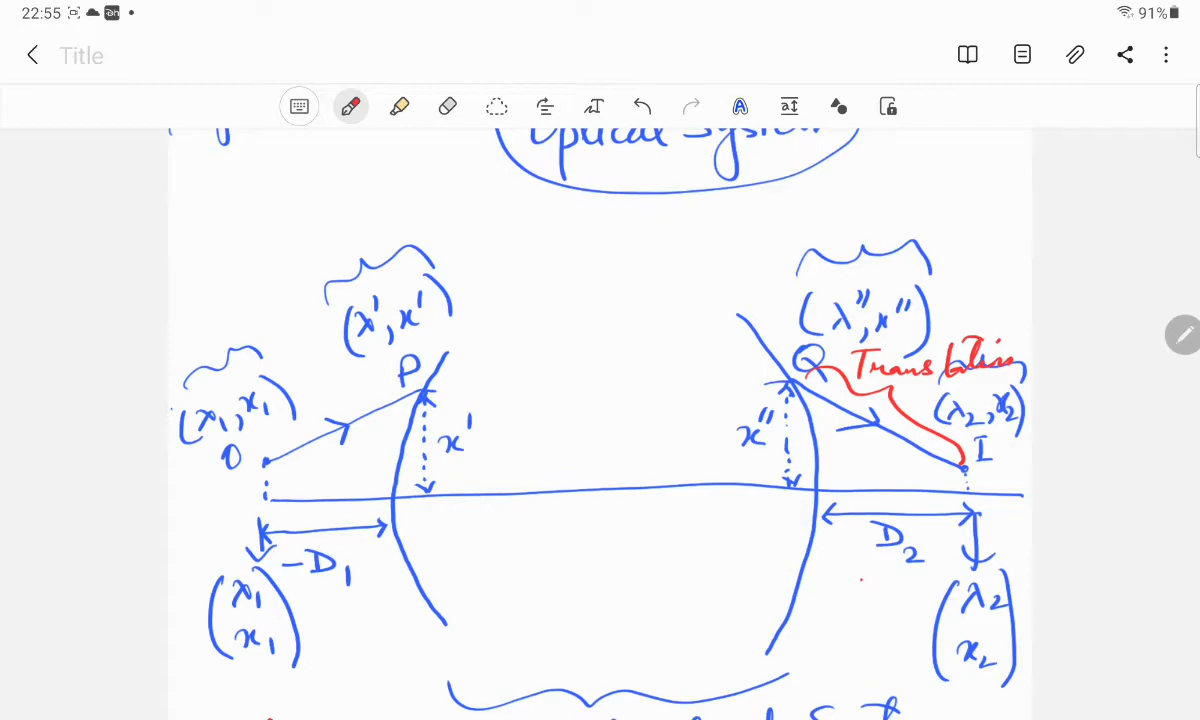 22:55
91%
Title
Optical System
(λ', x')
(λ'', x'')
P
Q
Translation
(λ1, x1)
(λ2, x2)
O
x'
x''
I
-D1
D2
(λ1
x1)
(λ2
x2)